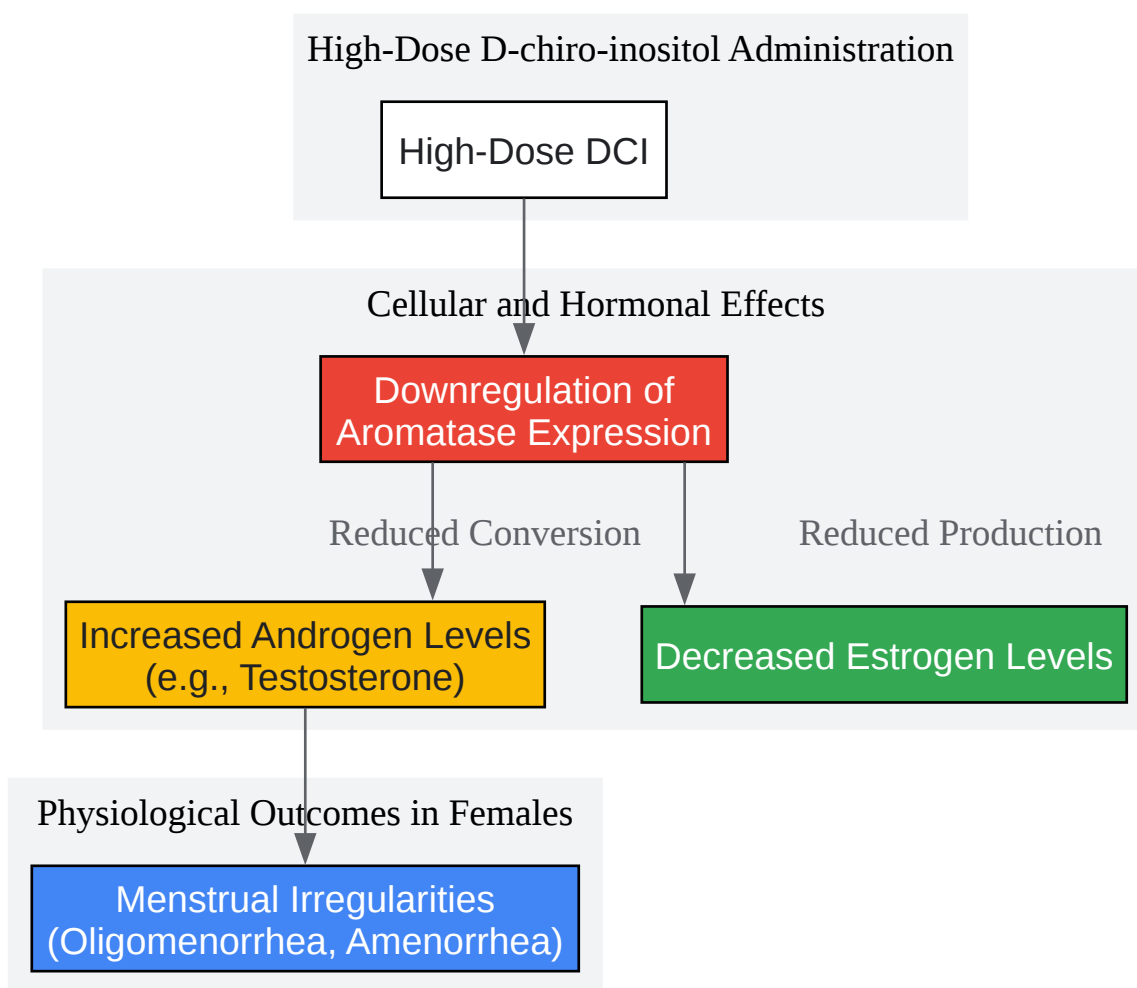 High-Dose D-chiro-inositol Administration
High-Dose DCI
Cellular and Hormonal Effects
Downregulation of
Aromatase Expression
Reduced Conversion
Reduced Production
Increased Androgen Levels
(e.g., Testosterone)
Decreased Estrogen Levels
Physiological Outcomes in Females
Menstrual Irregularities
(Oligomenorrhea, Amenorrhea)